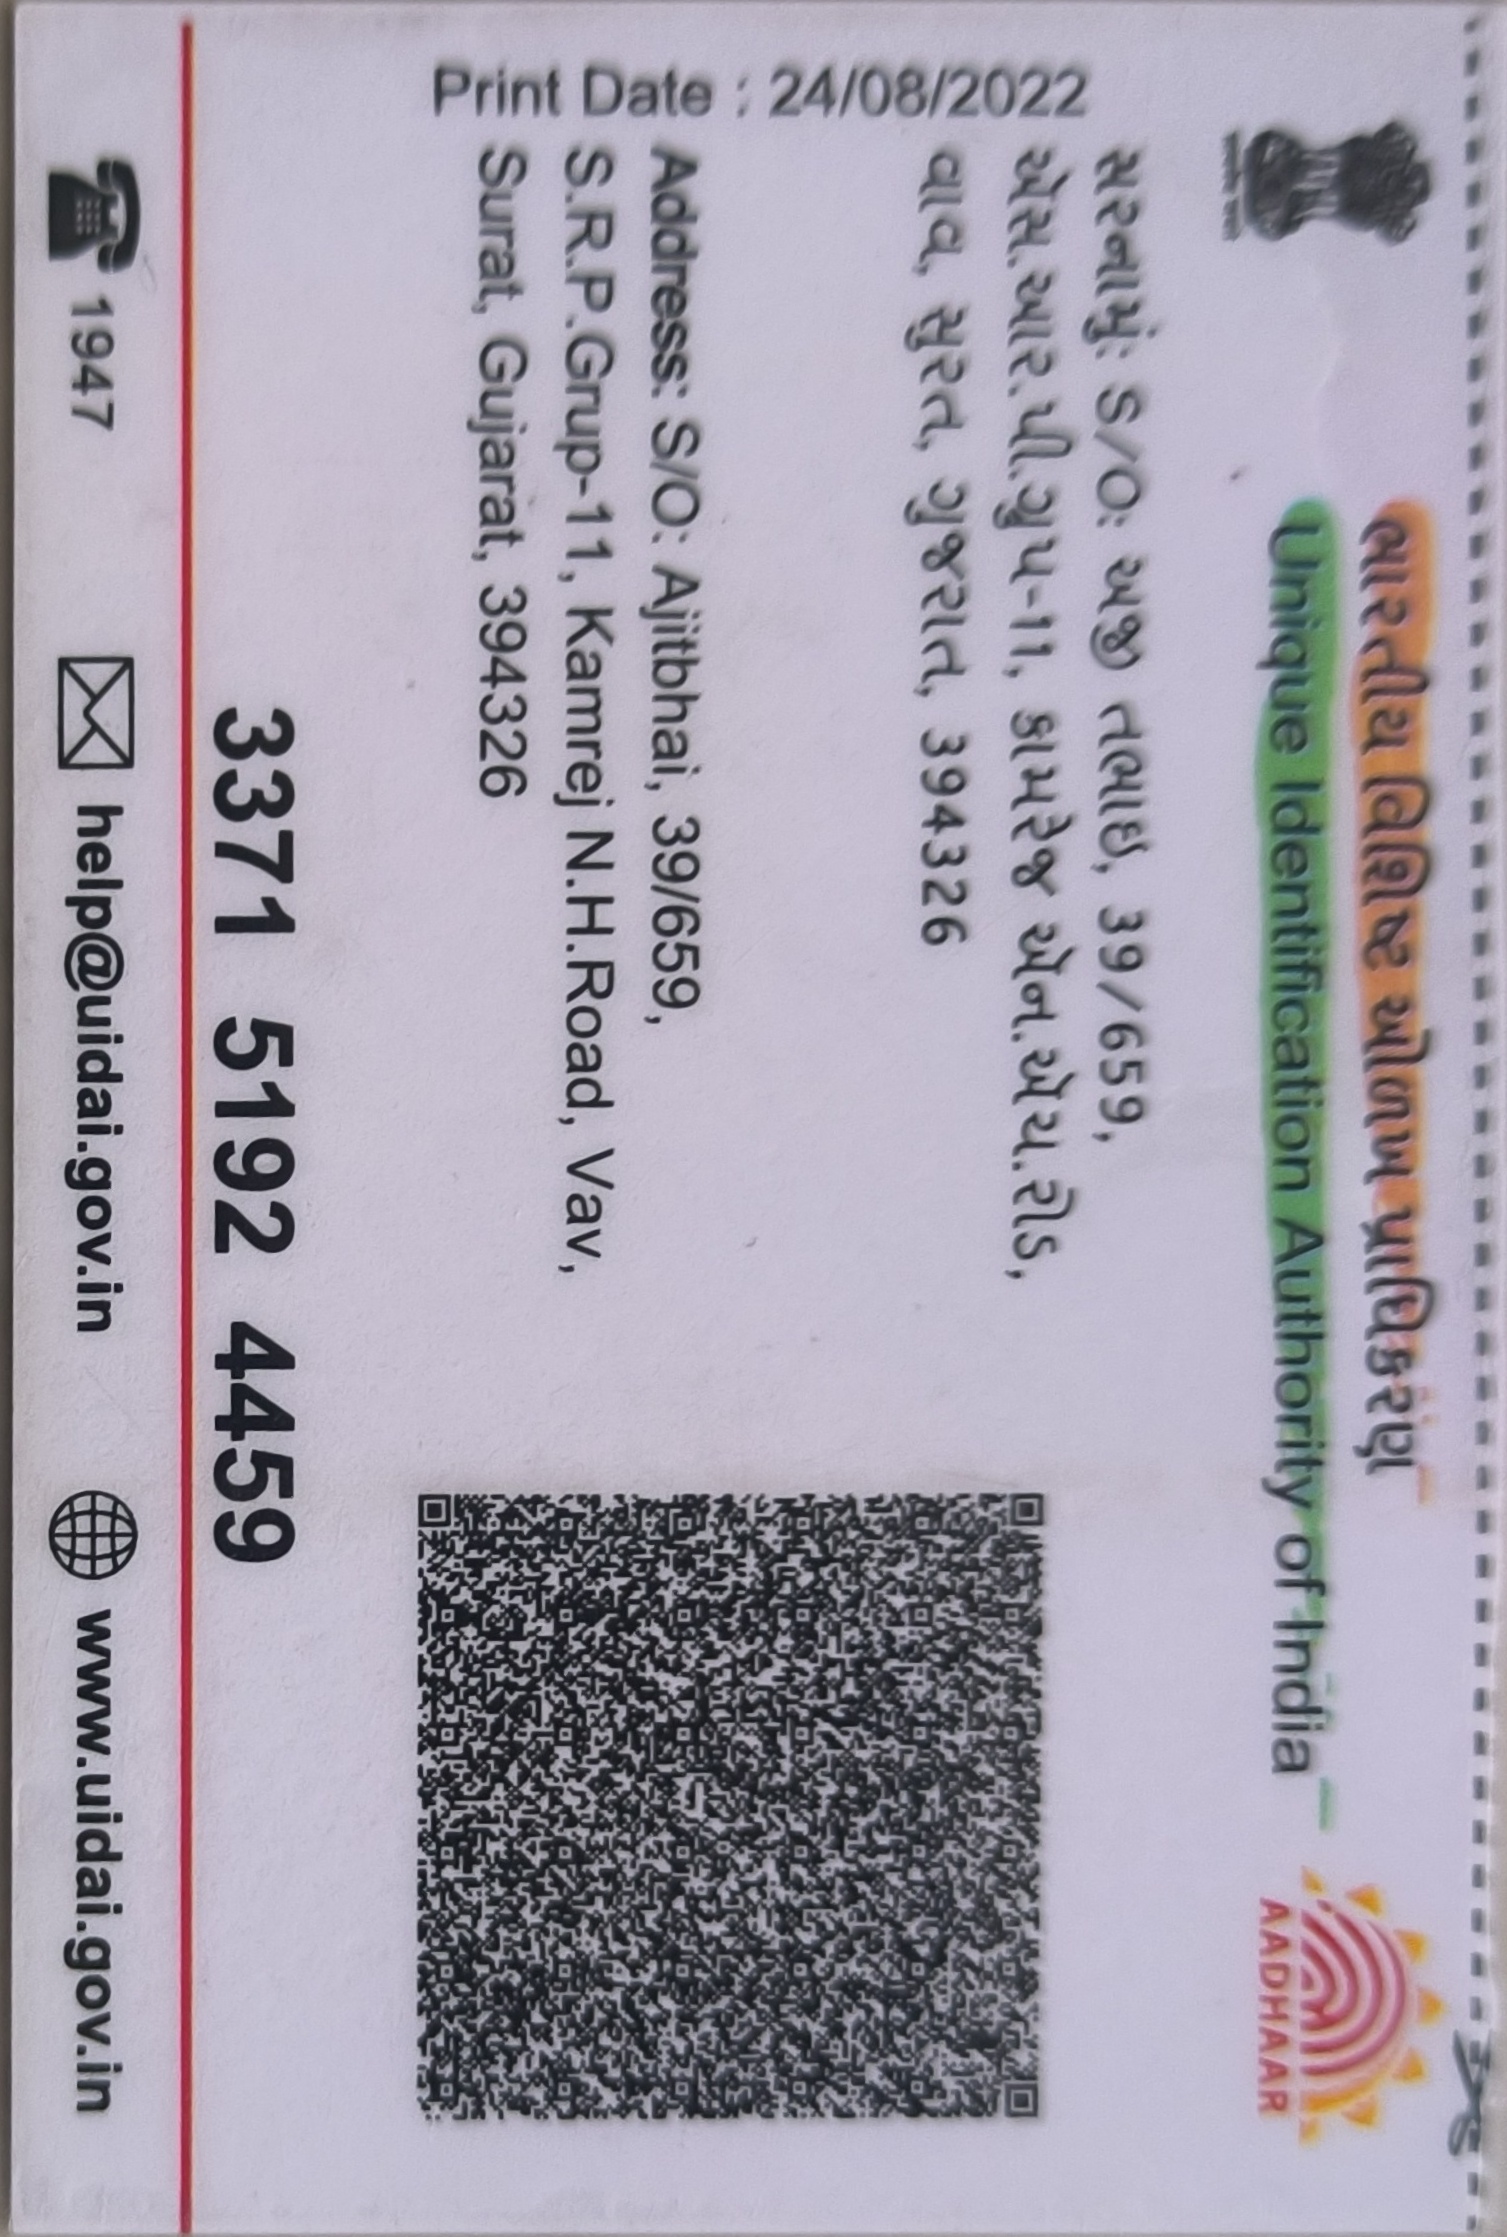 ભારતીય વિશિષ્ટ ઓળખ પ્રાધિકરણ
Unique Identification Authority of India
AADHAAR
સરનામું: S/O: અજી તભાઇ, 39/659,
એસ.આર.પી.ગ્રુપ-11, કામરેજ એન.એચ.રોડ,
વાવ, સુરત, ગુજરાત, 394326
Address: S/O: Ajitbhai, 39/659,
S.R.P.Grup-11, Kamrej N.H.Road, Vav,
Surat, Gujarat, 394326
Print Date : 24/08/2022
3371 5192 4459
1947 help@uidai.gov.in www.uidai.gov.in